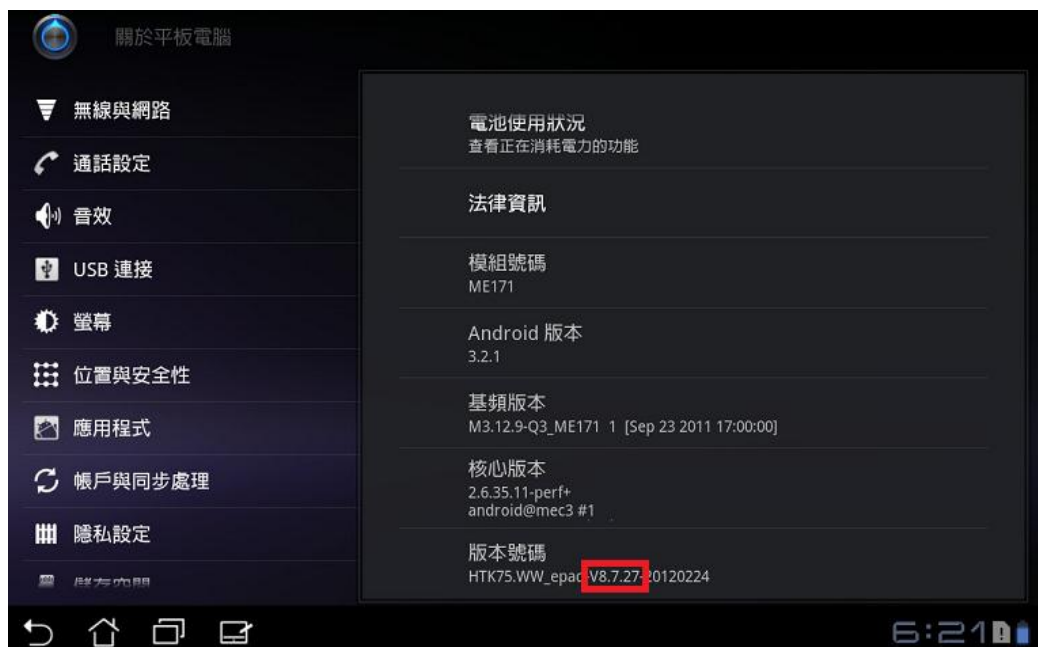 關於平板電腦
無線與網路
通話設定
音效
USB 連接
螢幕
位置與安全性
應用程式
帳戶與同步處理
隱私設定
儲存空間
電池使用狀況
查看正在消耗電力的功能
法律資訊
模組號碼
ME171
Android 版本
3.2.1
基頻版本
M3.12.9-Q3_ME171 1 [Sep 23 2011 17:00:00]
核心版本
2.6.35.11-perf+
android@mec3 #1
版本號碼
HTK75.WW_epad-V8.7.27-20120224
6:21